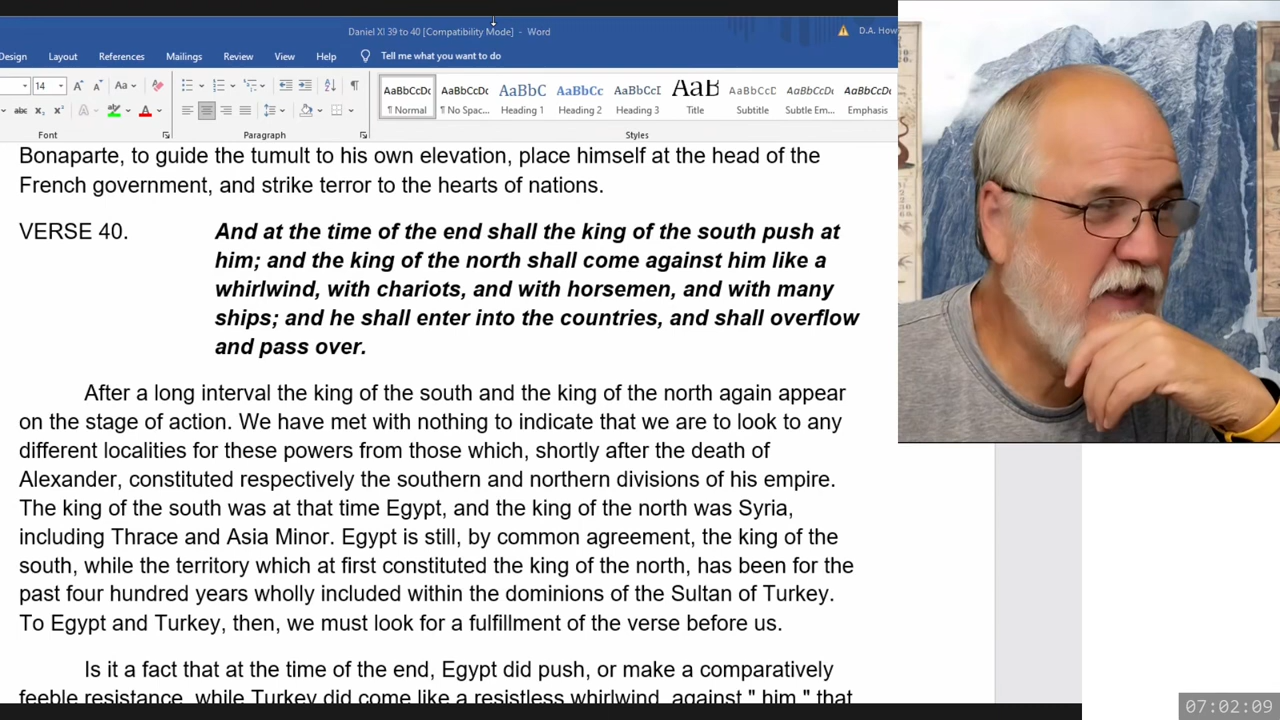 Daniel XI 39 to 40 [Compatibility Mode] - Word
D.A. How
Design Layout References Mailings Review View Help Tell me what you want to do
14 Aa
AaBbCcDc AaBbCcDc AaBbC AaBbCc AaBbCcI AaB AaBbCcD AaBbCcDc AaBbCcDc
¶ Normal ¶ No Spac... Heading 1 Heading 2 Heading 3 Title Subtitle Subtle Em... Emphasis
Font Paragraph Styles
Bonaparte, to guide the tumult to his own elevation, place himself at the head of the
French government, and strike terror to the hearts of nations.
VERSE 40. And at the time of the end shall the king of the south push at
him; and the king of the north shall come against him like a
whirlwind, with chariots, and with horsemen, and with many
ships; and he shall enter into the countries, and shall overflow
and pass over.
After a long interval the king of the south and the king of the north again appear
on the stage of action. We have met with nothing to indicate that we are to look to any
different localities for these powers from those which, shortly after the death of
Alexander, constituted respectively the southern and northern divisions of his empire.
The king of the south was at that time Egypt, and the king of the north was Syria,
including Thrace and Asia Minor. Egypt is still, by common agreement, the king of the
south, while the territory which at first constituted the king of the north, has been for the
past four hundred years wholly included within the dominions of the Sultan of Turkey.
To Egypt and Turkey, then, we must look for a fulfillment of the verse before us.
Is it a fact that at the time of the end, Egypt did push, or make a comparatively
feeble resistance, while Turkey did come like a resistless whirlwind, against " him " that
07:02:09